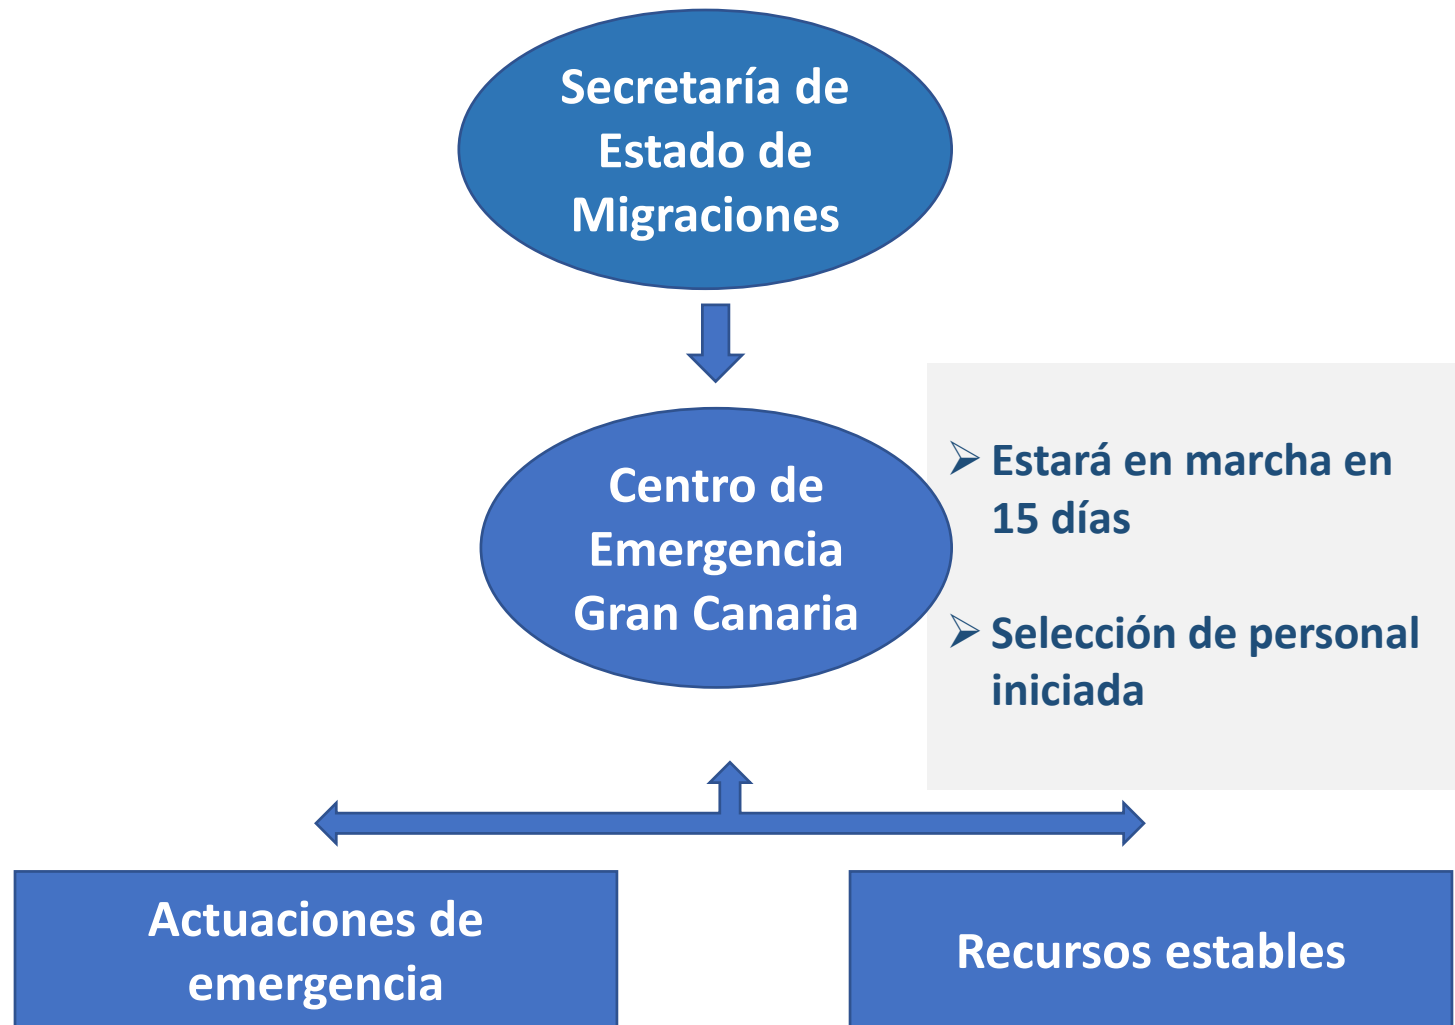 Secretaría de
Estado de
Migraciones
Centro de
Emergencia
Gran Canaria
Estará en marcha en
15 días
Selección de personal
iniciada
Actuaciones de
emergencia
Recursos estables